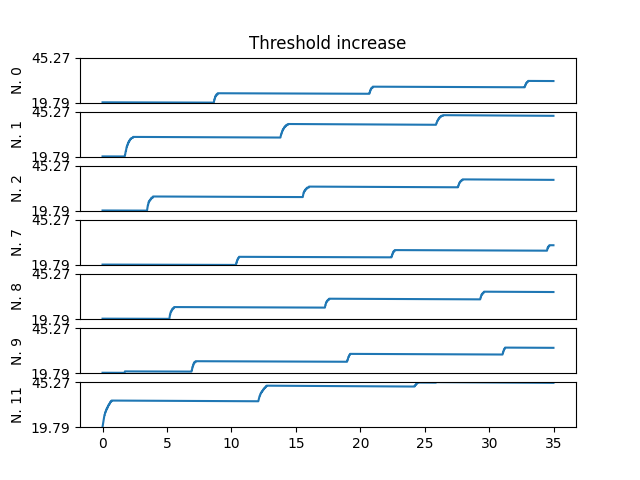 Threshold increase
45.27
N. 0
19.79
45.27
N. 1
19.79
45.27
N. 2
19.79
45.27
N. 7
19.79
45.27
N. 8
19.79
45.27
N. 9
19.79
45.27
N. 11
19.79
0 5 10 15 20 25 30 35